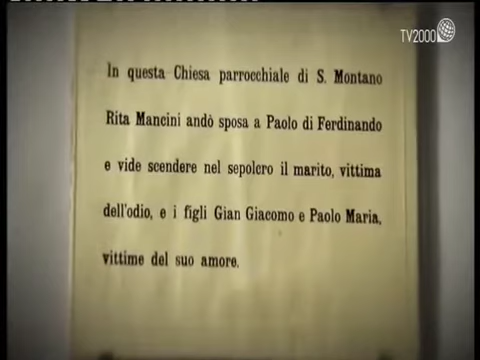 TV2000
In questa Chiesa parrocchiale di S. Montano
Rita Mancini andò sposa a Paolo di Ferdinando
e vide scendere nel sepolcro il marito, vittima
dell'odio, e i figli Gian Giacomo e Paolo Maria,
vittime del suo amore.